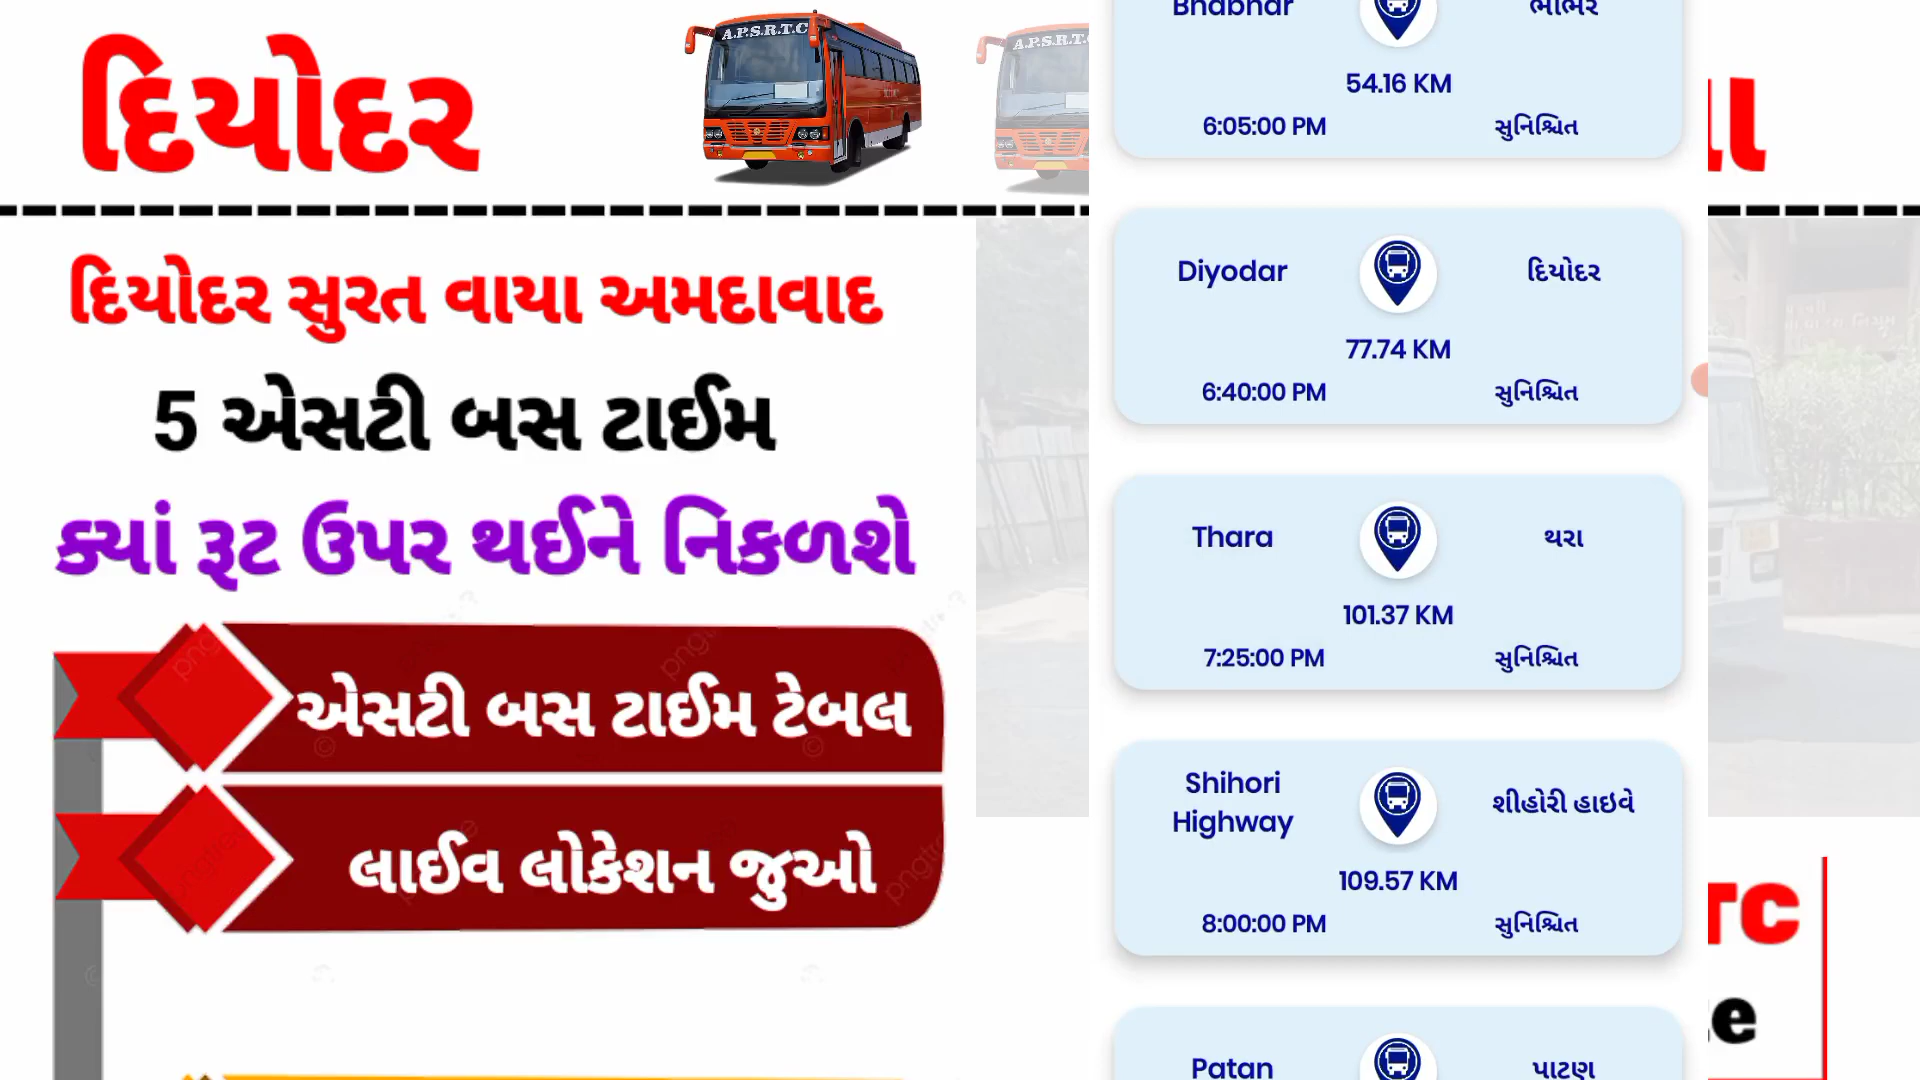 દિયોદર
A.P.S.R.T.C
A.P.S.R.T.C
દિયોદર સુરત વાયા અમદાવાદ
5 એસટી બસ ટાઈમ
ક્યાં રૂટ ઉપર થઈને નિકળશે
એસટી બસ ટાઈમ ટેબલ
લાઈવ લોકેશન જુઓ
Bhabhar
ભાભર
54.16 KM
6:05:00 PM
સુનિશ્ચિત
Diyodar
દિયોદર
77.74 KM
6:40:00 PM
સુનિશ્ચિત
Thara
થરા
101.37 KM
7:25:00 PM
સુનિશ્ચિત
Shihori Highway
શીહોરી હાઇવે
109.57 KM
8:00:00 PM
સુનિશ્ચિત
Patan
પાટણ
TC
e